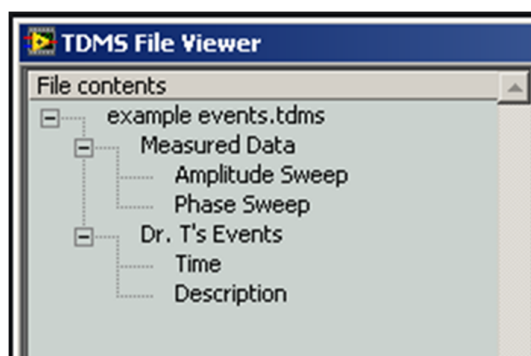 TDMS File Viewer
File contents
example events.tdms
Measured Data
Amplitude Sweep
Phase Sweep
Dr. T's Events
Time
Description